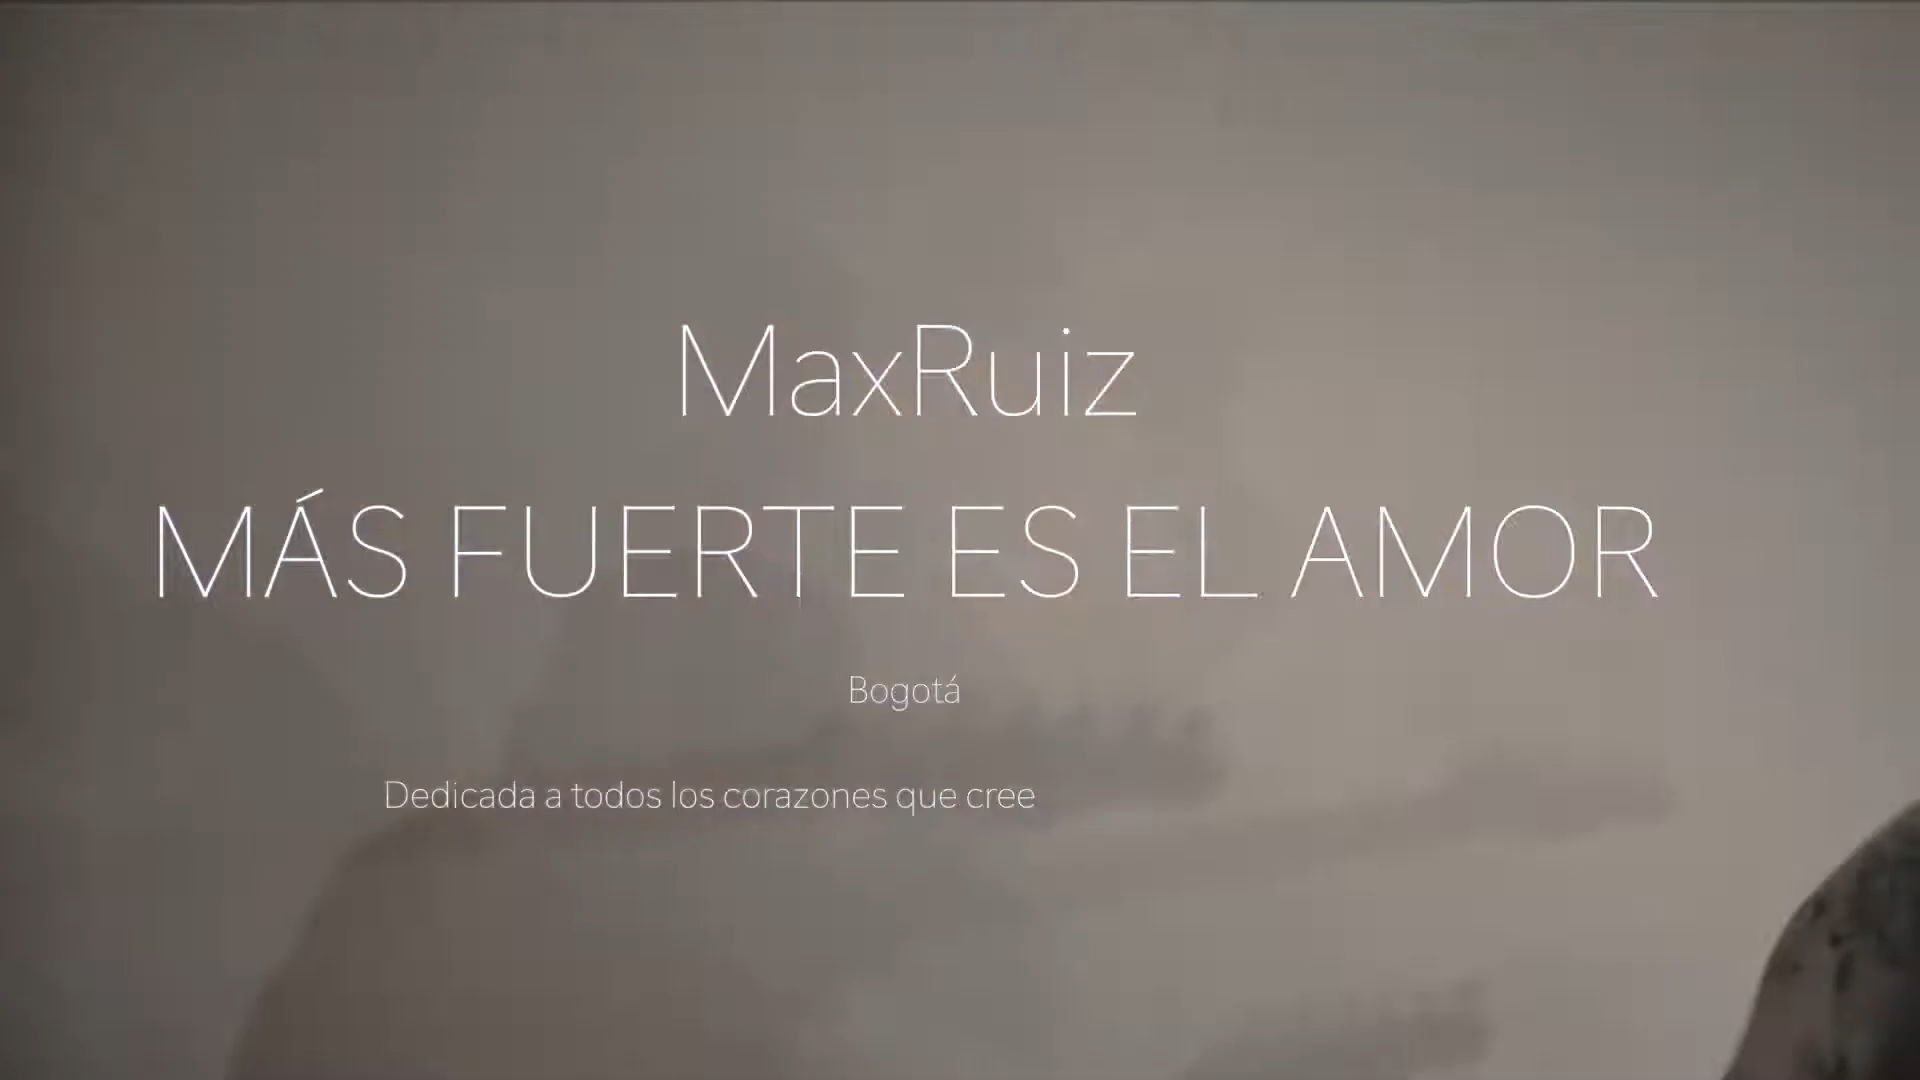 MaxRuiz
MÁS FUERTE ES EL AMOR
Bogotá
Dedicada a todos los corazones que cree